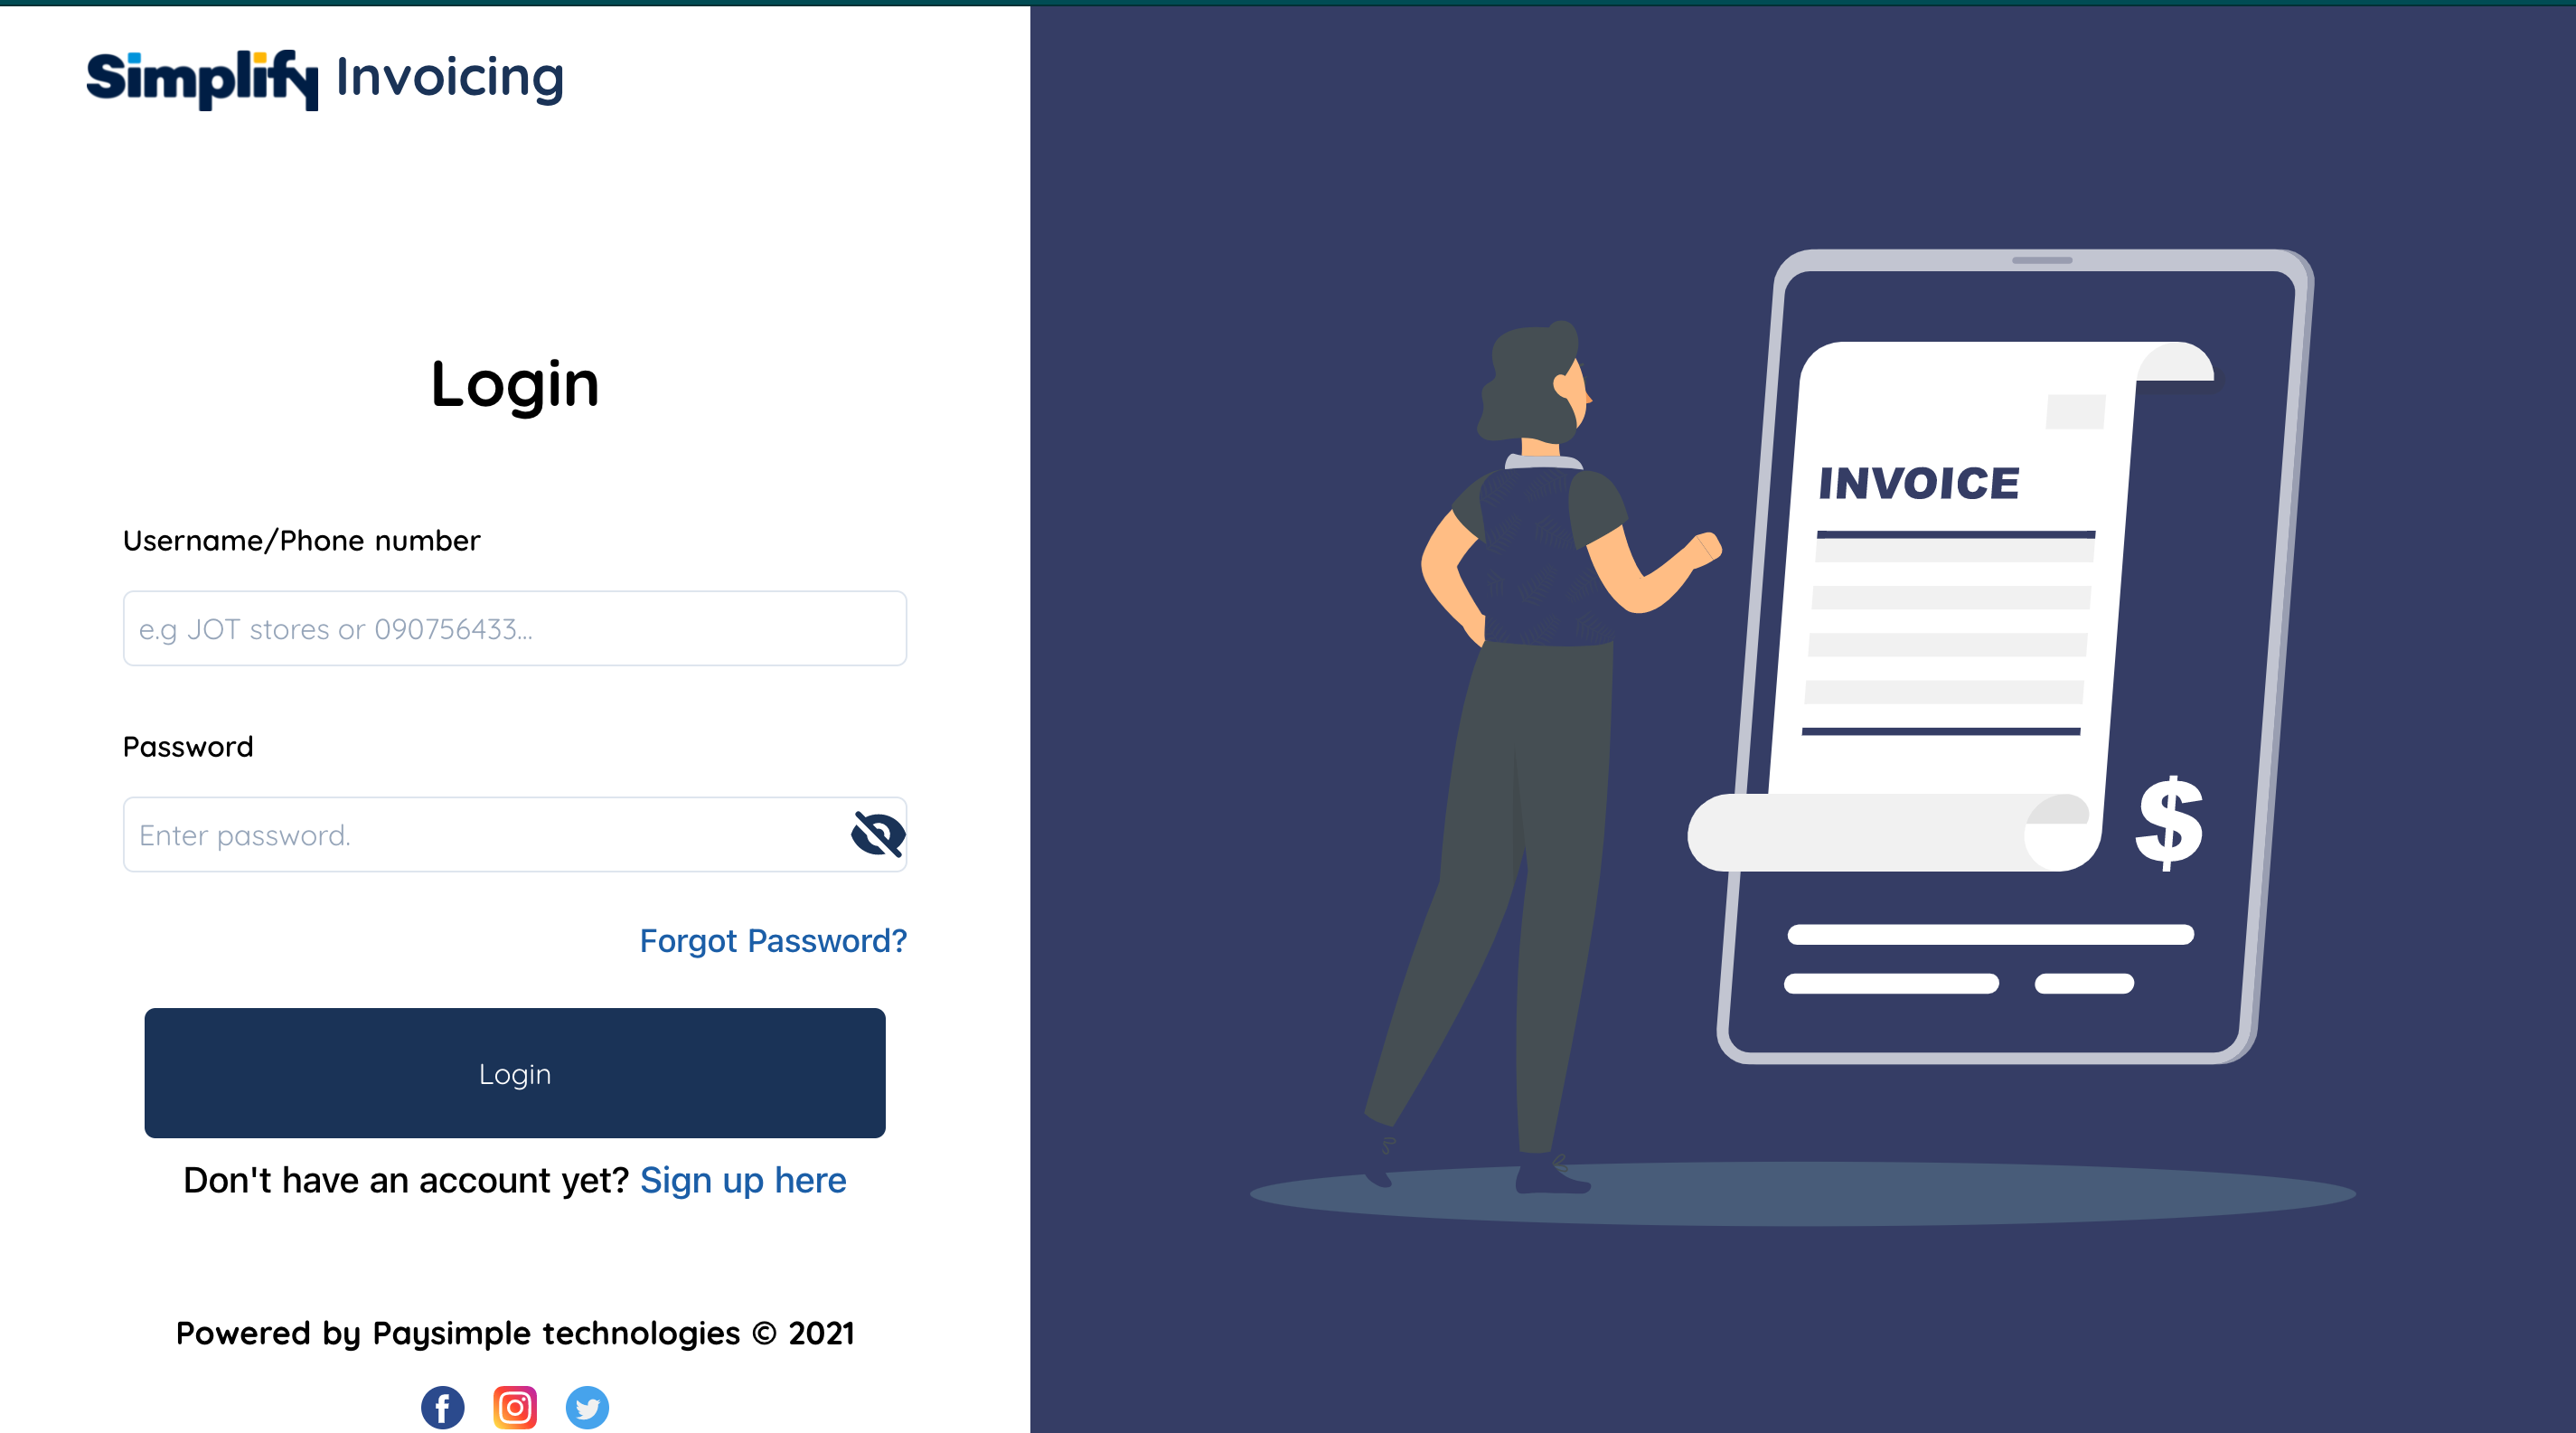 Simplify Invoicing
Login
Username/Phone number
e.g JOT stores or 090756433...
Password
Enter password.
Forgot Password?
Login
Don't have an account yet? Sign up here
Powered by Paysimple technologies © 2021
INVOICE
$